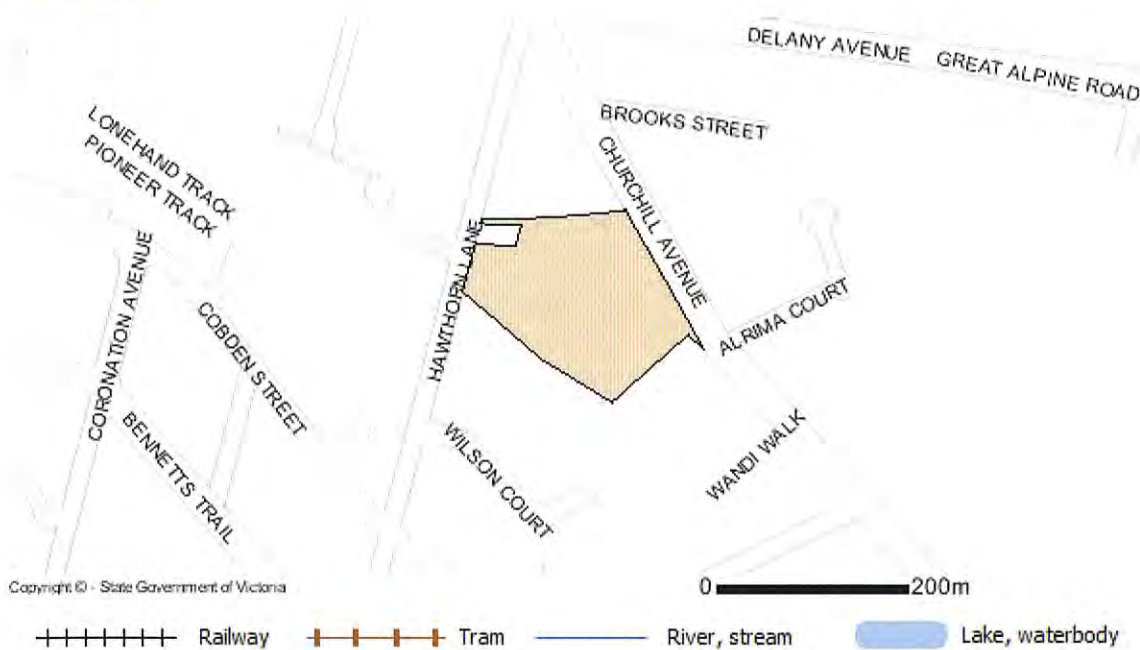 DELANY AVENUE
GREAT ALPINE ROAD
BROOKS STREET
LONEHAND TRACK
PIONEER TRACK
CHURCHILL AVENUE
HAWTHORN LANE
CORONATION AVENUE
ALRIMA COURT
COBDEN STREET
BENNETTS TRAIL
WILSON COURT
WANDI WALK
Copyright © - State Government of Victoria
0 200m
Railway Tram River, stream Lake, waterbody